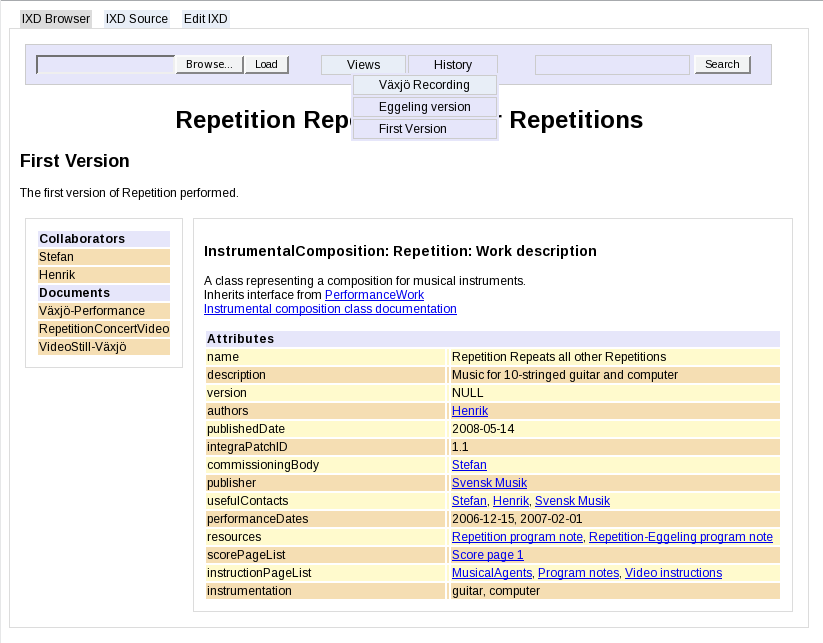 IXD Browser IXD Source Edit IXD
Browse... Load Views History Search
Växjö Recording
Eggeling version
First Version
Repetition Rep r Repetitions
First Version
The first version of Repetition performed.
Collaborators
Stefan
Henrik
Documents
Växjö-Performance
RepetitionConcertVideo
VideoStill-Växjö
InstrumentalComposition: Repetition: Work description
A class representing a composition for musical instruments.
Inherits interface from PerformanceWork
Instrumental composition class documentation
Attributes
name Repetition Repeats all other Repetitions
description Music for 10-stringed guitar and computer
version NULL
authors Henrik
publishedDate 2008-05-14
integraPatchID 1.1
commissioningBody Stefan
publisher Svensk Musik
usefulContacts Stefan, Henrik, Svensk Musik
performanceDates 2006-12-15, 2007-02-01
resources Repetition program note, Repetition-Eggeling program note
scorePageList Score page 1
instructionPageList MusicalAgents, Program notes, Video instructions
instrumentation guitar, computer